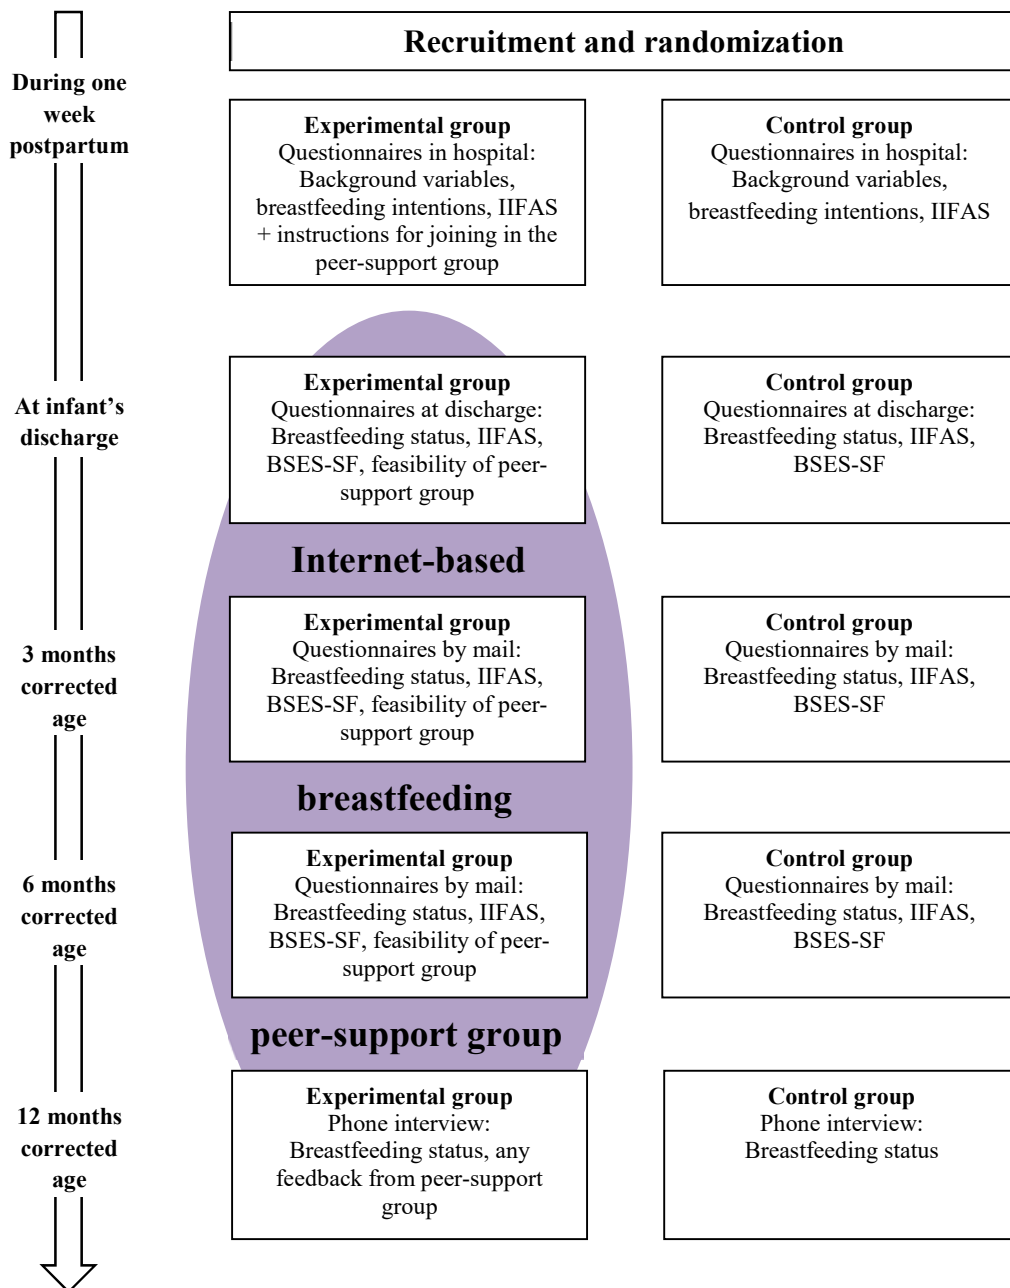 Recruitment and randomization
During one
week
postpartum
Experimental group
Questionnaires in hospital:
Background variables,
breastfeeding intentions, IIFAS
+ instructions for joining in the
peer-support group
Control group
Questionnaires in hospital:
Background variables,
breastfeeding intentions, IIFAS
At infant’s
discharge
Experimental group
Questionnaires at discharge:
Breastfeeding status, IIFAS,
BSES-SF, feasibility of peer-
support group
Control group
Questionnaires at discharge:
Breastfeeding status, IIFAS,
BSES-SF
Internet-based
3 months
corrected
age
Experimental group
Questionnaires by mail:
Breastfeeding status, IIFAS,
BSES-SF, feasibility of peer-
support group
Control group
Questionnaires by mail:
Breastfeeding status, IIFAS,
BSES-SF
breastfeeding
6 months
corrected
age
Experimental group
Questionnaires by mail:
Breastfeeding status, IIFAS,
BSES-SF, feasibility of peer-
support group
Control group
Questionnaires by mail:
Breastfeeding status, IIFAS,
BSES-SF
peer-support group
12 months
corrected
age
Experimental group
Phone interview:
Breastfeeding status, any
feedback from peer-support
group
Control group
Phone interview:
Breastfeeding status